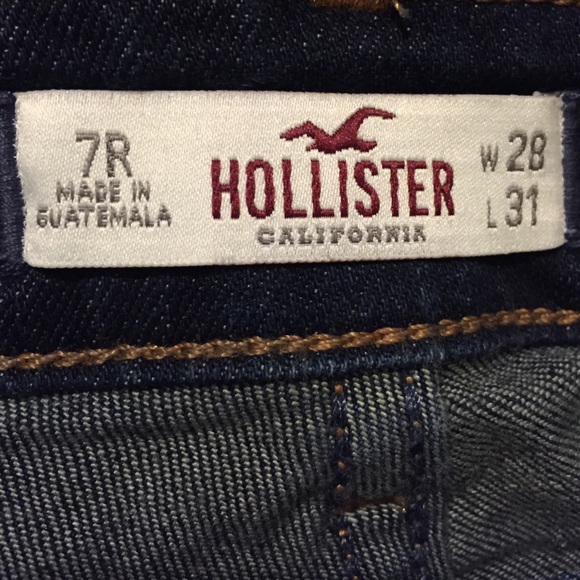 7R
MADE IN
GUATEMALA
HOLLISTER
CALIFORNIA
W 28
L 31